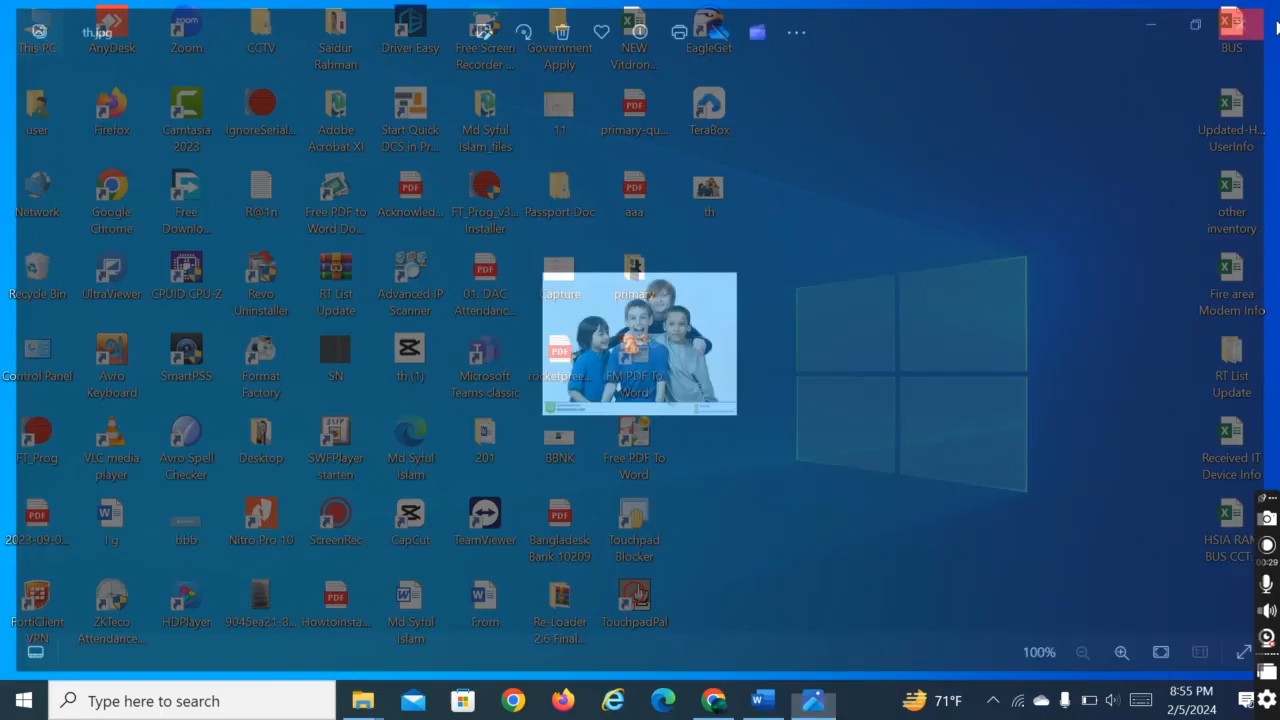 th.jpg
This PC
AnyDesk
Zoom
CCTV
Saidur
Rahman
Driver Easy
Free Screen
Recorder ...
Government
Apply
NEW
Vitdron...
EagleGet
BUS
user
Firefox
Camtasia
2023
IgnoreSerial...
Adobe
Acrobat XI
Start Quick
DCS in Pr...
Md Syful
Islam_files
11
primary-qu...
TeraBox
Updated-H...
UserInfo
Network
Google
Chrome
Free
Downlo...
R@1n
Free PDF to
Word Do...
Acknowled...
FT_Prog_v3...
Installer
Passport Doc
aaa
th
other
inventory
Recycle Bin
UltraViewer
CPUID CPU-Z
Revo
Uninstaller
RT List
Update
Advanced IP
Scanner
01. DAC
Attendanc...
Capture
primary
Fire area
Modem Info
Control Panel
Avro
Keyboard
SmartPSS
Format
Factory
SN
th (1)
Microsoft
Teams classic
rocketpree...
FM PDF To
Word
RT List
Update
FT_Prog
VLC media
player
Avro Spell
Checker
Desktop
SWFPlayer
starten
Md Syful
Islam
201
BBNK
Free PDF To
Word
Received IT
Device Info
2023-09-0...
I g
bbb
Nitro Pro 10
ScreenRec
CapCut
TeamViewer
Bangladesk
Bank 10209
Touchpad
Blocker
HSIA RAM
BUS CCT...
00:29
FortiClient
VPN
ZKTeco
Attendance...
HDPlayer
9045ea21-8...
Howtoinsta...
Md Syful
Islam
From
Re-Loader
2.6 Final...
TouchpadPal
100%
Type here to search
71°F
8:55 PM
2/5/2024